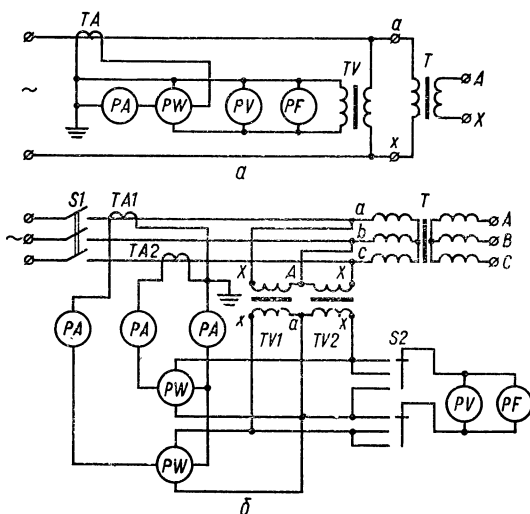 TA
a
TV
T
A
~
PA
PW
PV
PF
X
x
а
S1
TA1
a
T
A
~
b
B
TA2
c
C
X
A
X
PA
PA
PA
x
a
x
TV1
TV2
S2
PW
PV
PF
PW
б